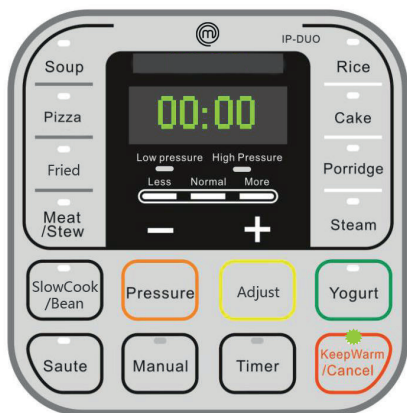 IP-DUO
Soup
Rice
00:00
Pizza
Cake
Low pressure High Pressure
Fried
Porridge
Less Normal More
Meat
/Stew
Steam
− +
SlowCook
/Bean
Pressure
Adjust
Yogurt
Saute
Manual
Timer
KeepWarm
/Cancel